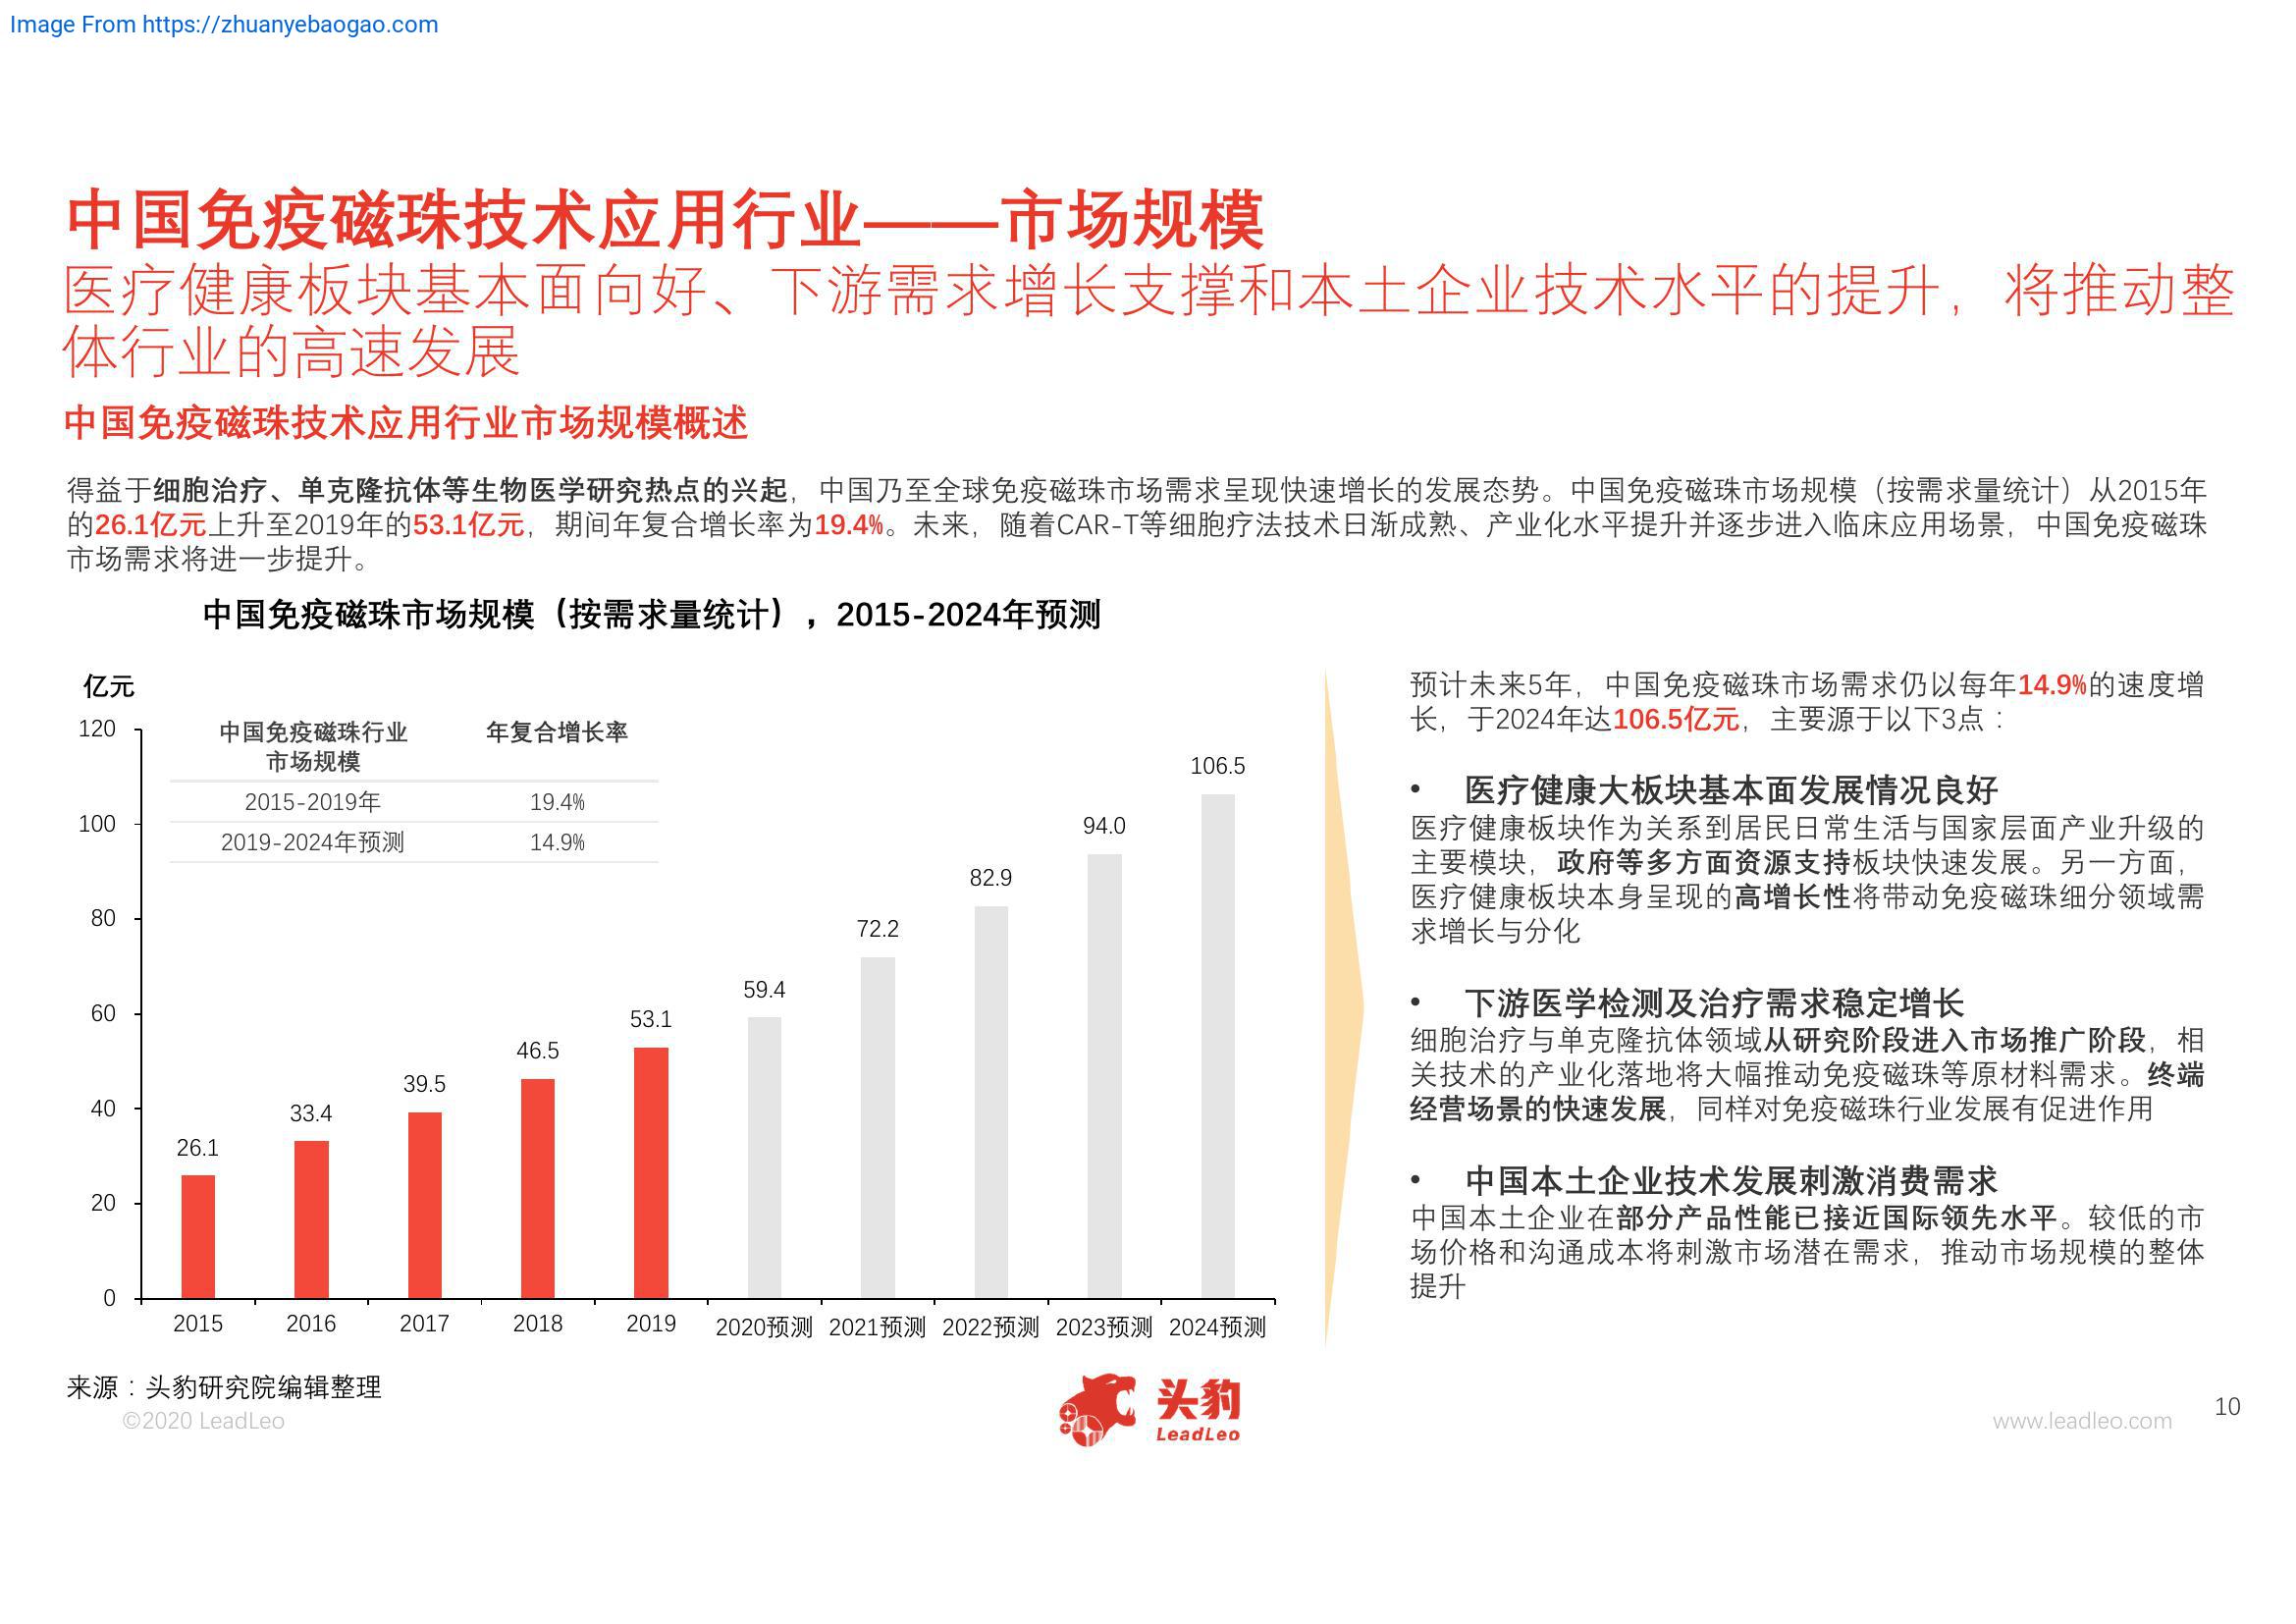 Image From https://zhuanyebaogao.com
中国免疫磁珠技术应用行业——市场规模
医疗健康板块基本面向好、下游需求增长支撑和本土企业技术水平的提升，将推动整
体行业的高速发展
中国免疫磁珠技术应用行业市场规模概述
得益于细胞治疗、单克隆抗体等生物医学研究热点的兴起，中国乃至全球免疫磁珠市场需求呈现快速增长的发展态势。中国免疫磁珠市场规模（按需求量统计）从2015年
的26.1亿元上升至2019年的53.1亿元，期间年复合增长率为19.4%。未来，随着CAR-T等细胞疗法技术日渐成熟、产业化水平提升并逐步进入临床应用场景，中国免疫磁珠
市场需求将进一步提升。
中国免疫磁珠市场规模（按需求量统计），2015-2024年预测
亿元
中国免疫磁珠行业 年复合增长率
市场规模
2015-2019年 19.4%
2019-2024年预测 14.9%
120
100
80
60
40
20
0
26.1
33.4
39.5
46.5
53.1
59.4
72.2
82.9
94.0
106.5
2015 2016 2017 2018 2019 2020预测 2021预测 2022预测 2023预测 2024预测
预计未来5年，中国免疫磁珠市场需求仍以每年14.9%的速度增
长，于2024年达106.5亿元，主要源于以下3点：
• 医疗健康大板块基本面发展情况良好
医疗健康板块作为关系到居民日常生活与国家层面产业升级的
主要模块，政府等多方面资源支持板块快速发展。另一方面，
医疗健康板块本身呈现的高增长性将带动免疫磁珠细分领域需
求增长与分化
• 下游医学检测及治疗需求稳定增长
细胞治疗与单克隆抗体领域从研究阶段进入市场推广阶段，相
关技术的产业化落地将大幅推动免疫磁珠等原材料需求。终端
经营场景的快速发展，同样对免疫磁珠行业发展有促进作用
• 中国本土企业技术发展刺激消费需求
中国本土企业在部分产品性能已接近国际领先水平。较低的市
场价格和沟通成本将刺激市场潜在需求，推动市场规模的整体
提升
来源：头豹研究院编辑整理
©2020 LeadLeo
头豹
LeadLeo
www.leadleo.com
10